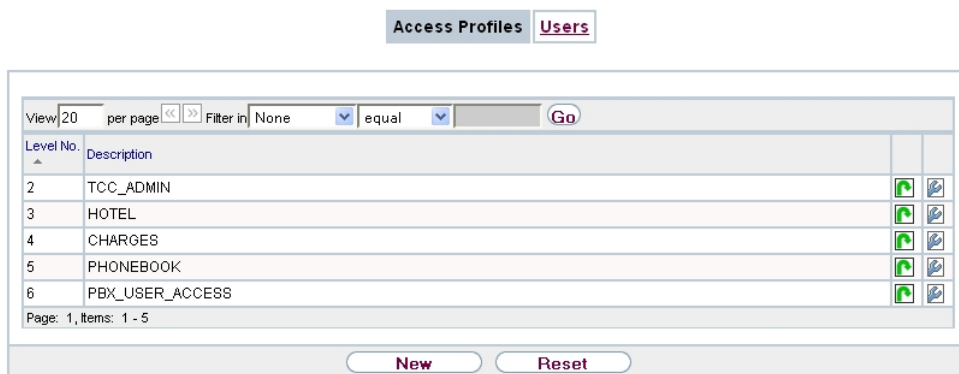 Access Profiles Users
View 20 per page << >> Filter in None equal Go
Level No. Description
2 TCC_ADMIN
3 HOTEL
4 CHARGES
5 PHONEBOOK
6 PBX_USER_ACCESS
Page: 1, Items: 1 - 5
New Reset